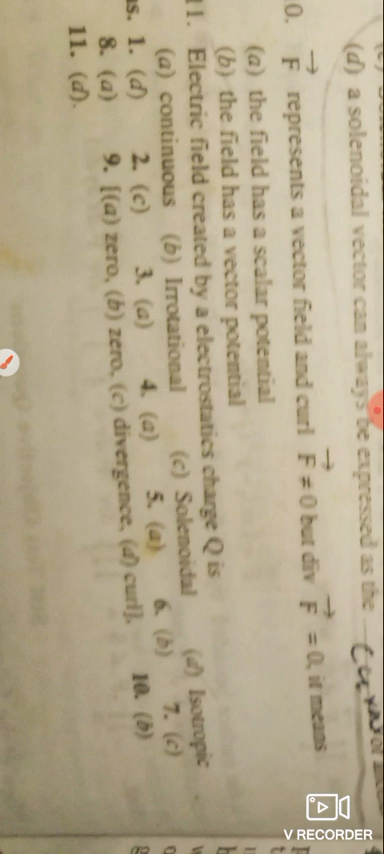 (d) a solenoidal vector can always be expressed as the
0. F⃗ represents a vector field and curl F⃗ ≠ 0 but div F⃗ = 0, it means
(a) the field has a scalar potential
(b) the field has a vector potential
11. Electric field created by a electrostatics charge Q is
(a) continuous (b) Irrotational (c) Solenoidal (d) Isotropic
s. 1. (d) 2. (c) 3. (a) 4. (a) 5. (a) 6. (b) 7. (c)
8. (a) 9. [(a) zero, (b) zero, (c) divergence, (d) curl]. 10. (b)
11. (d).
V RECORDER